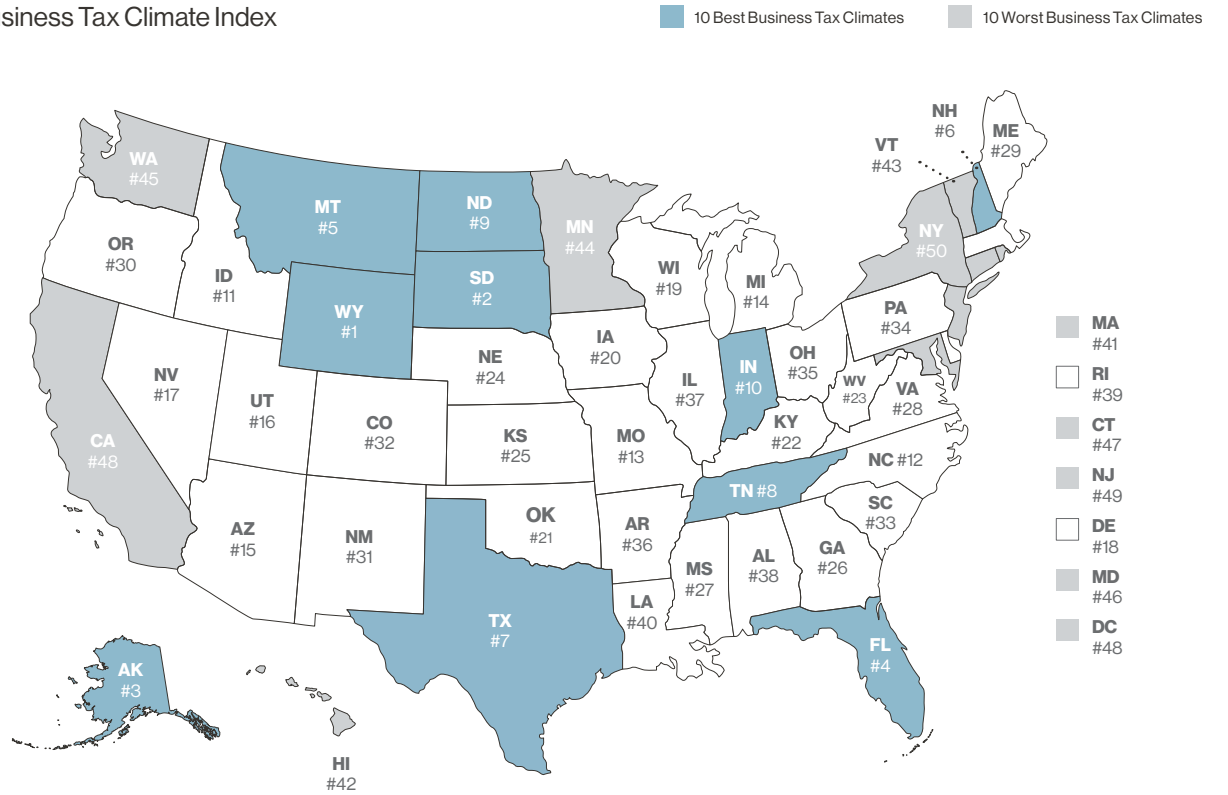 siness Tax Climate Index
10 Best Business Tax Climates
10 Worst Business Tax Climates
NH
#6
ME
#29
VT
#43
WA
#45
MT
#5
ND
#9
MN
#44
NY
#50
OR
#30
ID
#11
SD
#2
WI
#19
MI
#14
WY
#1
PA
#34
MA
#41
IA
#20
NE
#24
OH
#35
IN
#10
IL
#37
WV
#23
VA
#28
RI
#39
NV
#17
UT
#16
CO
#32
CA
#48
KS
#25
MO
#13
KY
#22
CT
#47
NC #12
TN #8
NJ
#49
SC
#33
AZ
#15
NM
#31
OK
#21
AR
#36
DE
#18
MS
#27
AL
#38
GA
#26
MD
#46
LA
#40
TX
#7
DC
#48
FL
#4
AK
#3
HI
#42